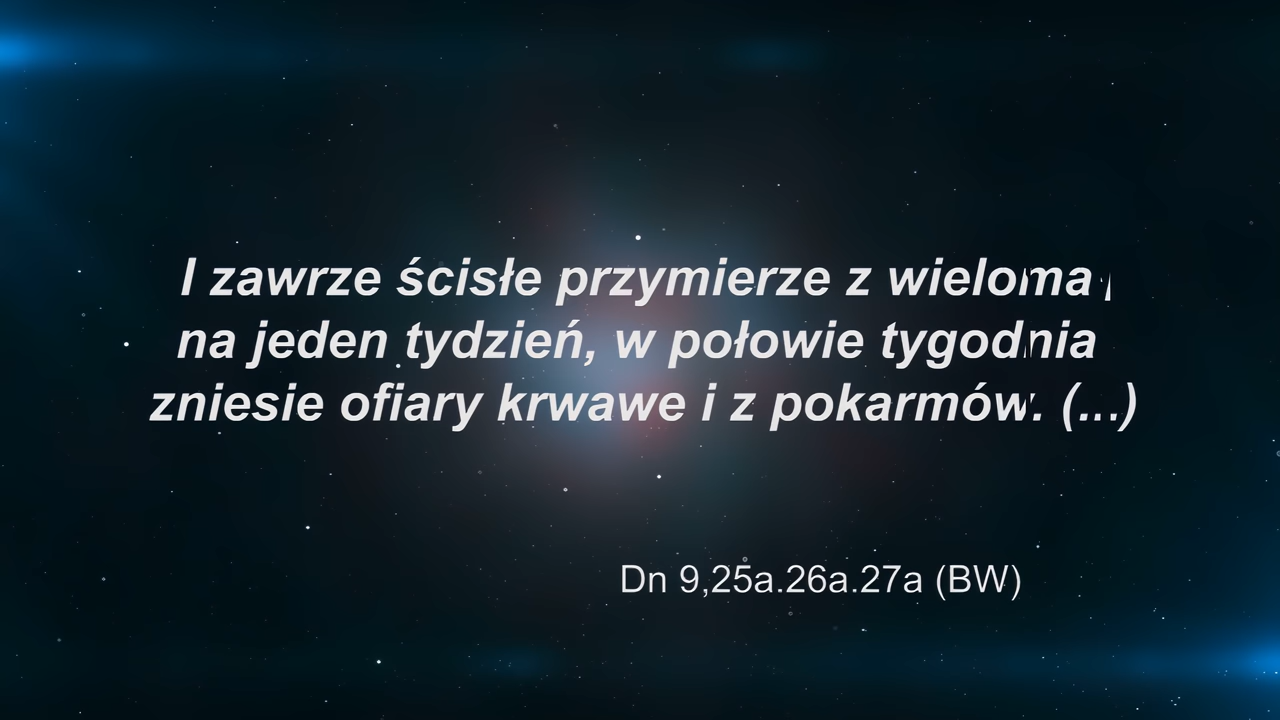 I zawrze ścisłe przymierze z wieloma
na jeden tydzień, w połowie tygodnia
zniesie ofiary krwawe i z pokarmów. (...)
Dn 9,25a.26a.27a (BW)